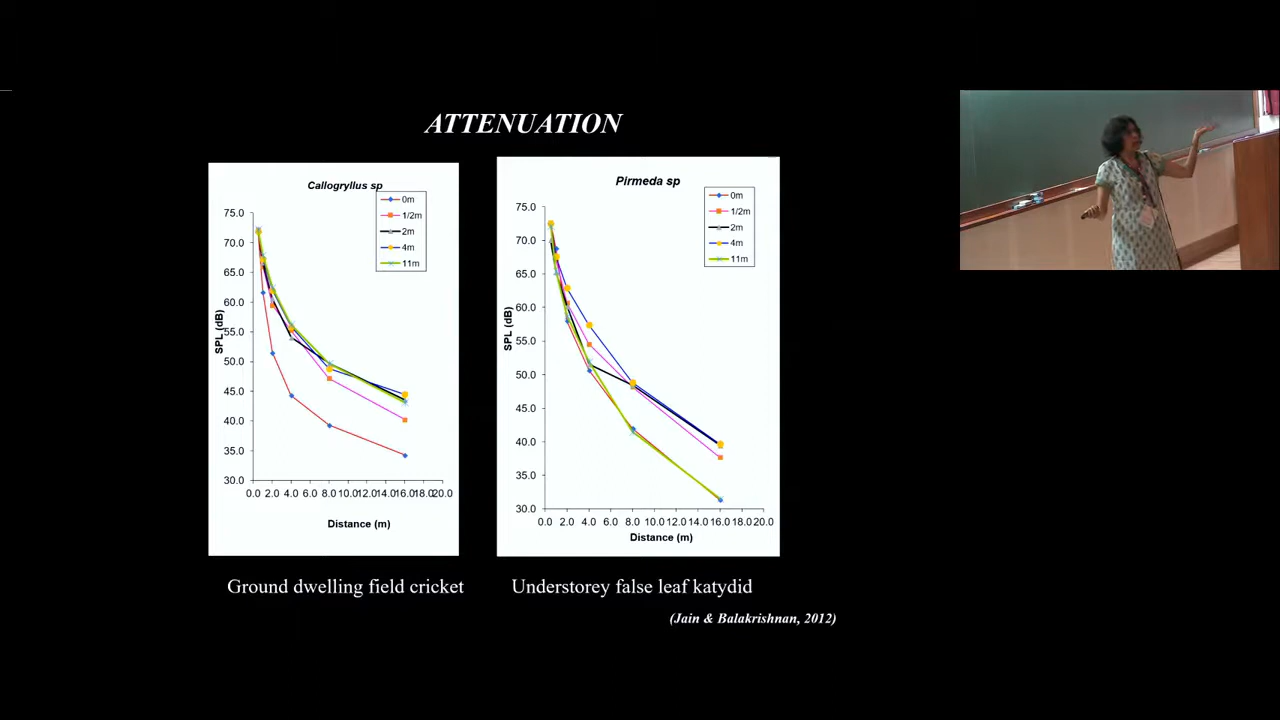 ATTENUATION
Callogryllus sp
0m
1/2m
2m
4m
11m
75.0
70.0
65.0
60.0
55.0
50.0
45.0
40.0
35.0
30.0
SPL (dB)
0.0 2.0 4.0 6.0 8.0 10.0 12.0 14.0 16.0 18.0 20.0
Distance (m)
Pirmeda sp
0m
1/2m
2m
4m
11m
75.0
70.0
65.0
60.0
55.0
50.0
45.0
40.0
35.0
30.0
SPL (dB)
0.0 2.0 4.0 6.0 8.0 10.0 12.0 14.0 16.0 18.0 20.0
Distance (m)
Ground dwelling field cricket
Understorey false leaf katydid
(Jain & Balakrishnan, 2012)